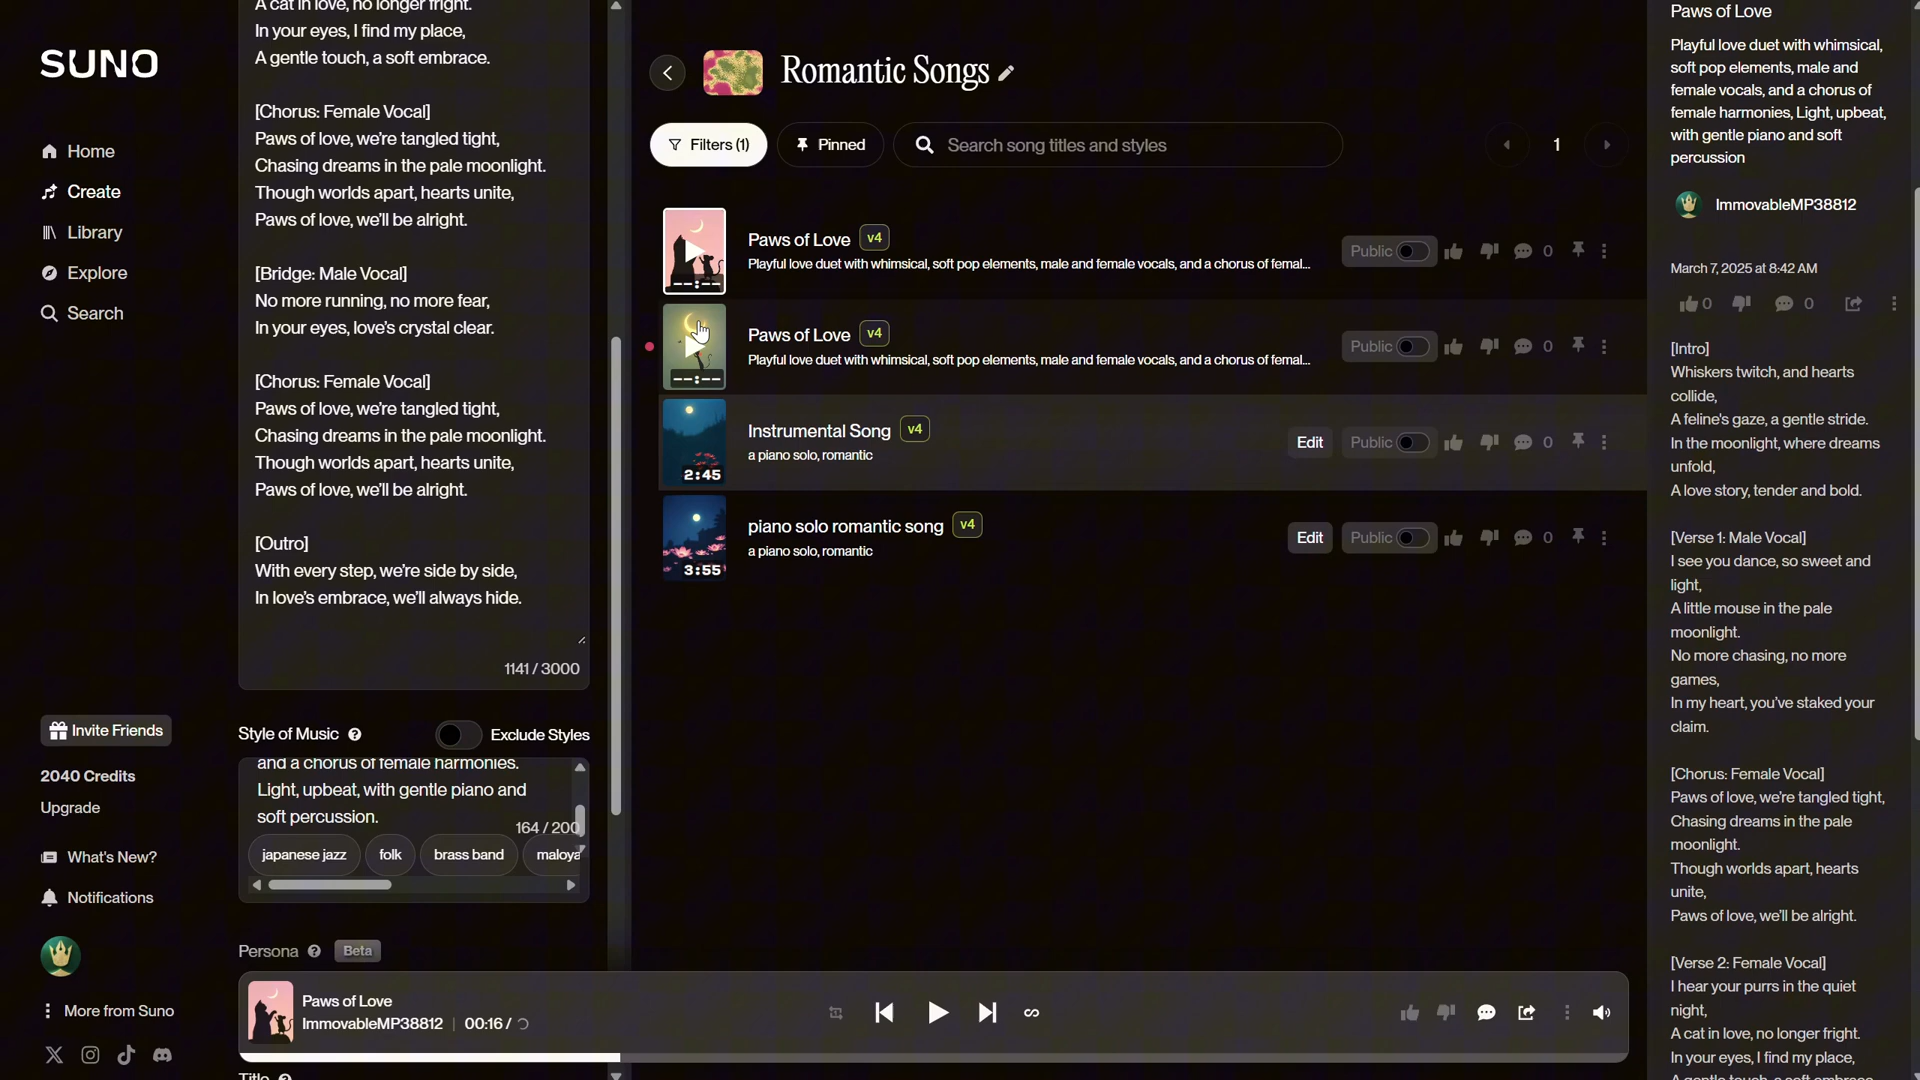 SUNO
Home
Create
Library
Explore
Search
Invite Friends
2040 Credits
Upgrade
What's New?
Notifications
More from Suno
A cat in love, no longer fright.
In your eyes, I find my place,
A gentle touch, a soft embrace.
[Chorus: Female Vocal]
Paws of love, we're tangled tight,
Chasing dreams in the pale moonlight.
Though worlds apart, hearts unite,
Paws of love, we'll be alright.
[Bridge: Male Vocal]
No more running, no more fear,
In your eyes, love's crystal clear.
[Chorus: Female Vocal]
Paws of love, we're tangled tight,
Chasing dreams in the pale moonlight.
Though worlds apart, hearts unite,
Paws of love, we'll be alright.
[Outro]
With every step, we're side by side,
In love's embrace, we'll always hide.
1141 / 3000
Style of Music
Exclude Styles
and a chorus of female harmonies.
Light, upbeat, with gentle piano and
soft percussion.
164 / 200
japanese jazz folk brass band maloya
Persona Beta
Title
Romantic Songs
Filters (1) Pinned Search song titles and styles 1
Paws of Love v4
Playful love duet with whimsical, soft pop elements, male and female vocals, and a chorus of femal...
--:--
Public 0
Paws of Love v4
Playful love duet with whimsical, soft pop elements, male and female vocals, and a chorus of femal...
--:--
Public 0
Instrumental Song v4
a piano solo, romantic
2:45
Edit Public 0
piano solo romantic song v4
a piano solo, romantic
3:55
Edit Public 0
Paws of Love
ImmovableMP38812 | 00:16 /
Paws of Love
Playful love duet with whimsical,
soft pop elements, male and
female vocals, and a chorus of
female harmonies, Light, upbeat,
with gentle piano and soft
percussion
ImmovableMP38812
March 7, 2025 at 8:42 AM
0 0
[Intro]
Whiskers twitch, and hearts
collide,
A feline's gaze, a gentle stride.
In the moonlight, where dreams
unfold,
A love story, tender and bold.
[Verse 1: Male Vocal]
I see you dance, so sweet and
light,
A little mouse in the pale
moonlight.
No more chasing, no more
games,
In my heart, you've staked your
claim.
[Chorus: Female Vocal]
Paws of love, we're tangled tight,
Chasing dreams in the pale
moonlight.
Though worlds apart, hearts
unite,
Paws of love, we'll be alright.
[Verse 2: Female Vocal]
I hear your purrs in the quiet
night,
A cat in love, no longer fright.
In your eyes, I find my place,
A gentle touch, a soft embrace.